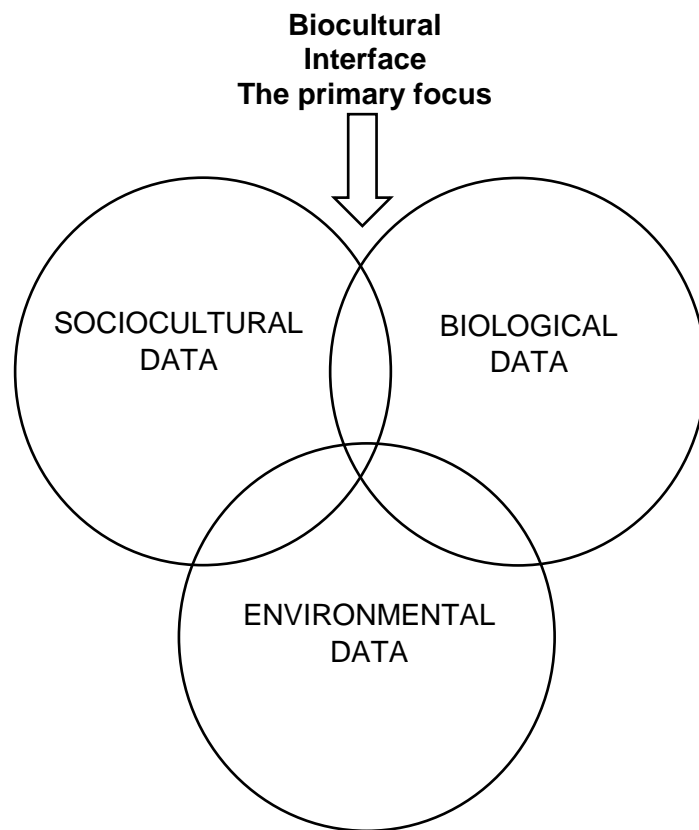 Biocultural
Interface
The primary focus
SOCIOCULTURAL
DATA
BIOLOGICAL
DATA
ENVIRONMENTAL
DATA